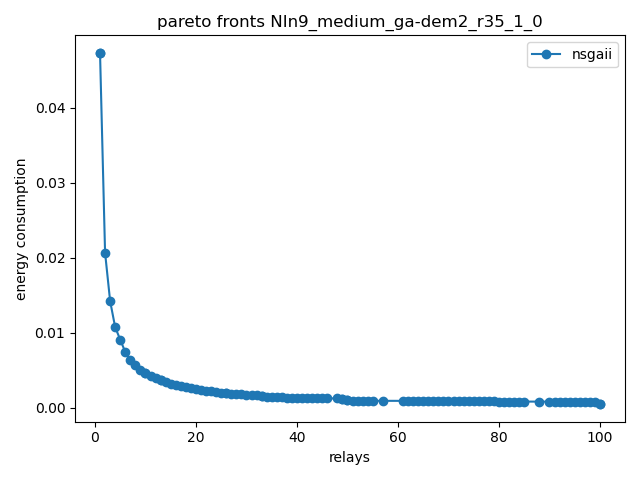 pareto fronts NIn9_medium_ga-dem2_r35_1_0
nsgaii
energy consumption
0.04
0.03
0.02
0.01
0.00
0
20
40
60
80
100
relays